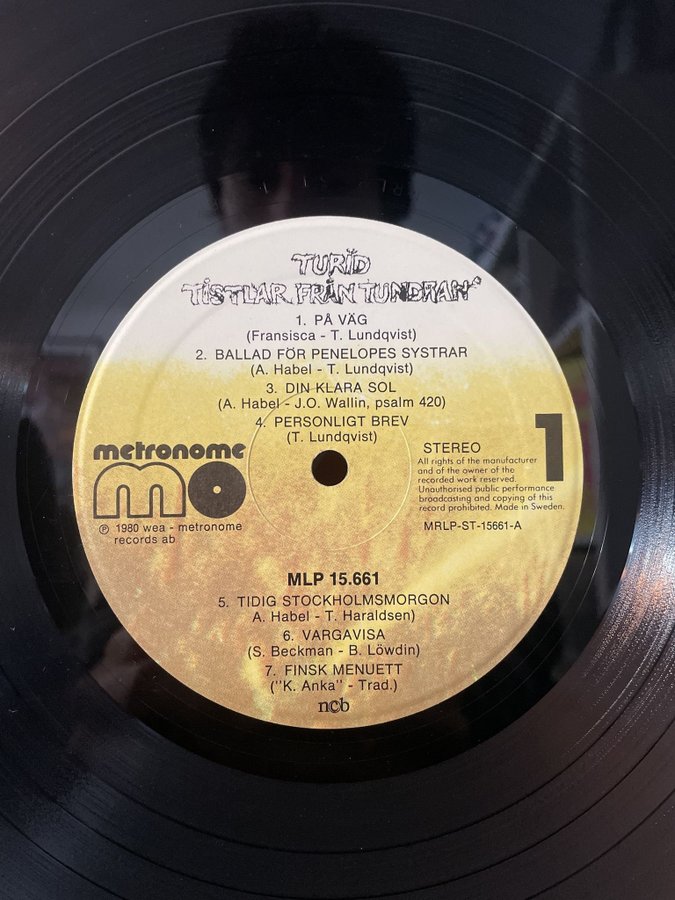 TURID
TISTLAR FRÅN TUNDRAN
1. PÅ VÄG
(Fransisca - T. Lundqvist)
2. BALLAD FÖR PENELOPES SYSTRAR
(A. Habel - T. Lundqvist)
3. DIN KLARA SOL
(A. Habel - J.O. Wallin, psalm 420)
4. PERSONLIGT BREV
(T. Lundqvist)
metronome
mo
℗ 1980 wea - metronome
records ab
STEREO
1
All rights of the manufacturer
and of the owner of the
recorded work reserved.
Unauthorised public performance
broadcasting and copying of this
record prohibited. Made in Sweden.
MRLP-ST-15661-A
MLP 15.661
5. TIDIG STOCKHOLMSMORGON
A. Habel - T. Haraldsen)
6. VARGAVISA
(S. Beckman - B. Löwdin)
7. FINSK MENUETT
("K. Anka" - Trad.)
ncb